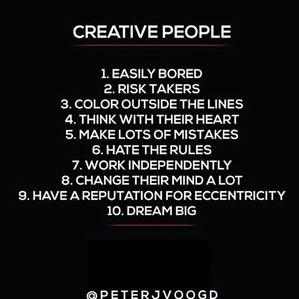 CREATIVE PEOPLE
1. EASILY BORED
2. RISK TAKERS
3. COLOR OUTSIDE THE LINES
4. THINK WITH THEIR HEART
5. MAKE LOTS OF MISTAKES
6. HATE THE RULES
7. WORK INDEPENDENTLY
8. CHANGE THEIR MIND A LOT
9. HAVE A REPUTATION FOR ECCENTRICITY
10. DREAM BIG
@PETERJVOOGD